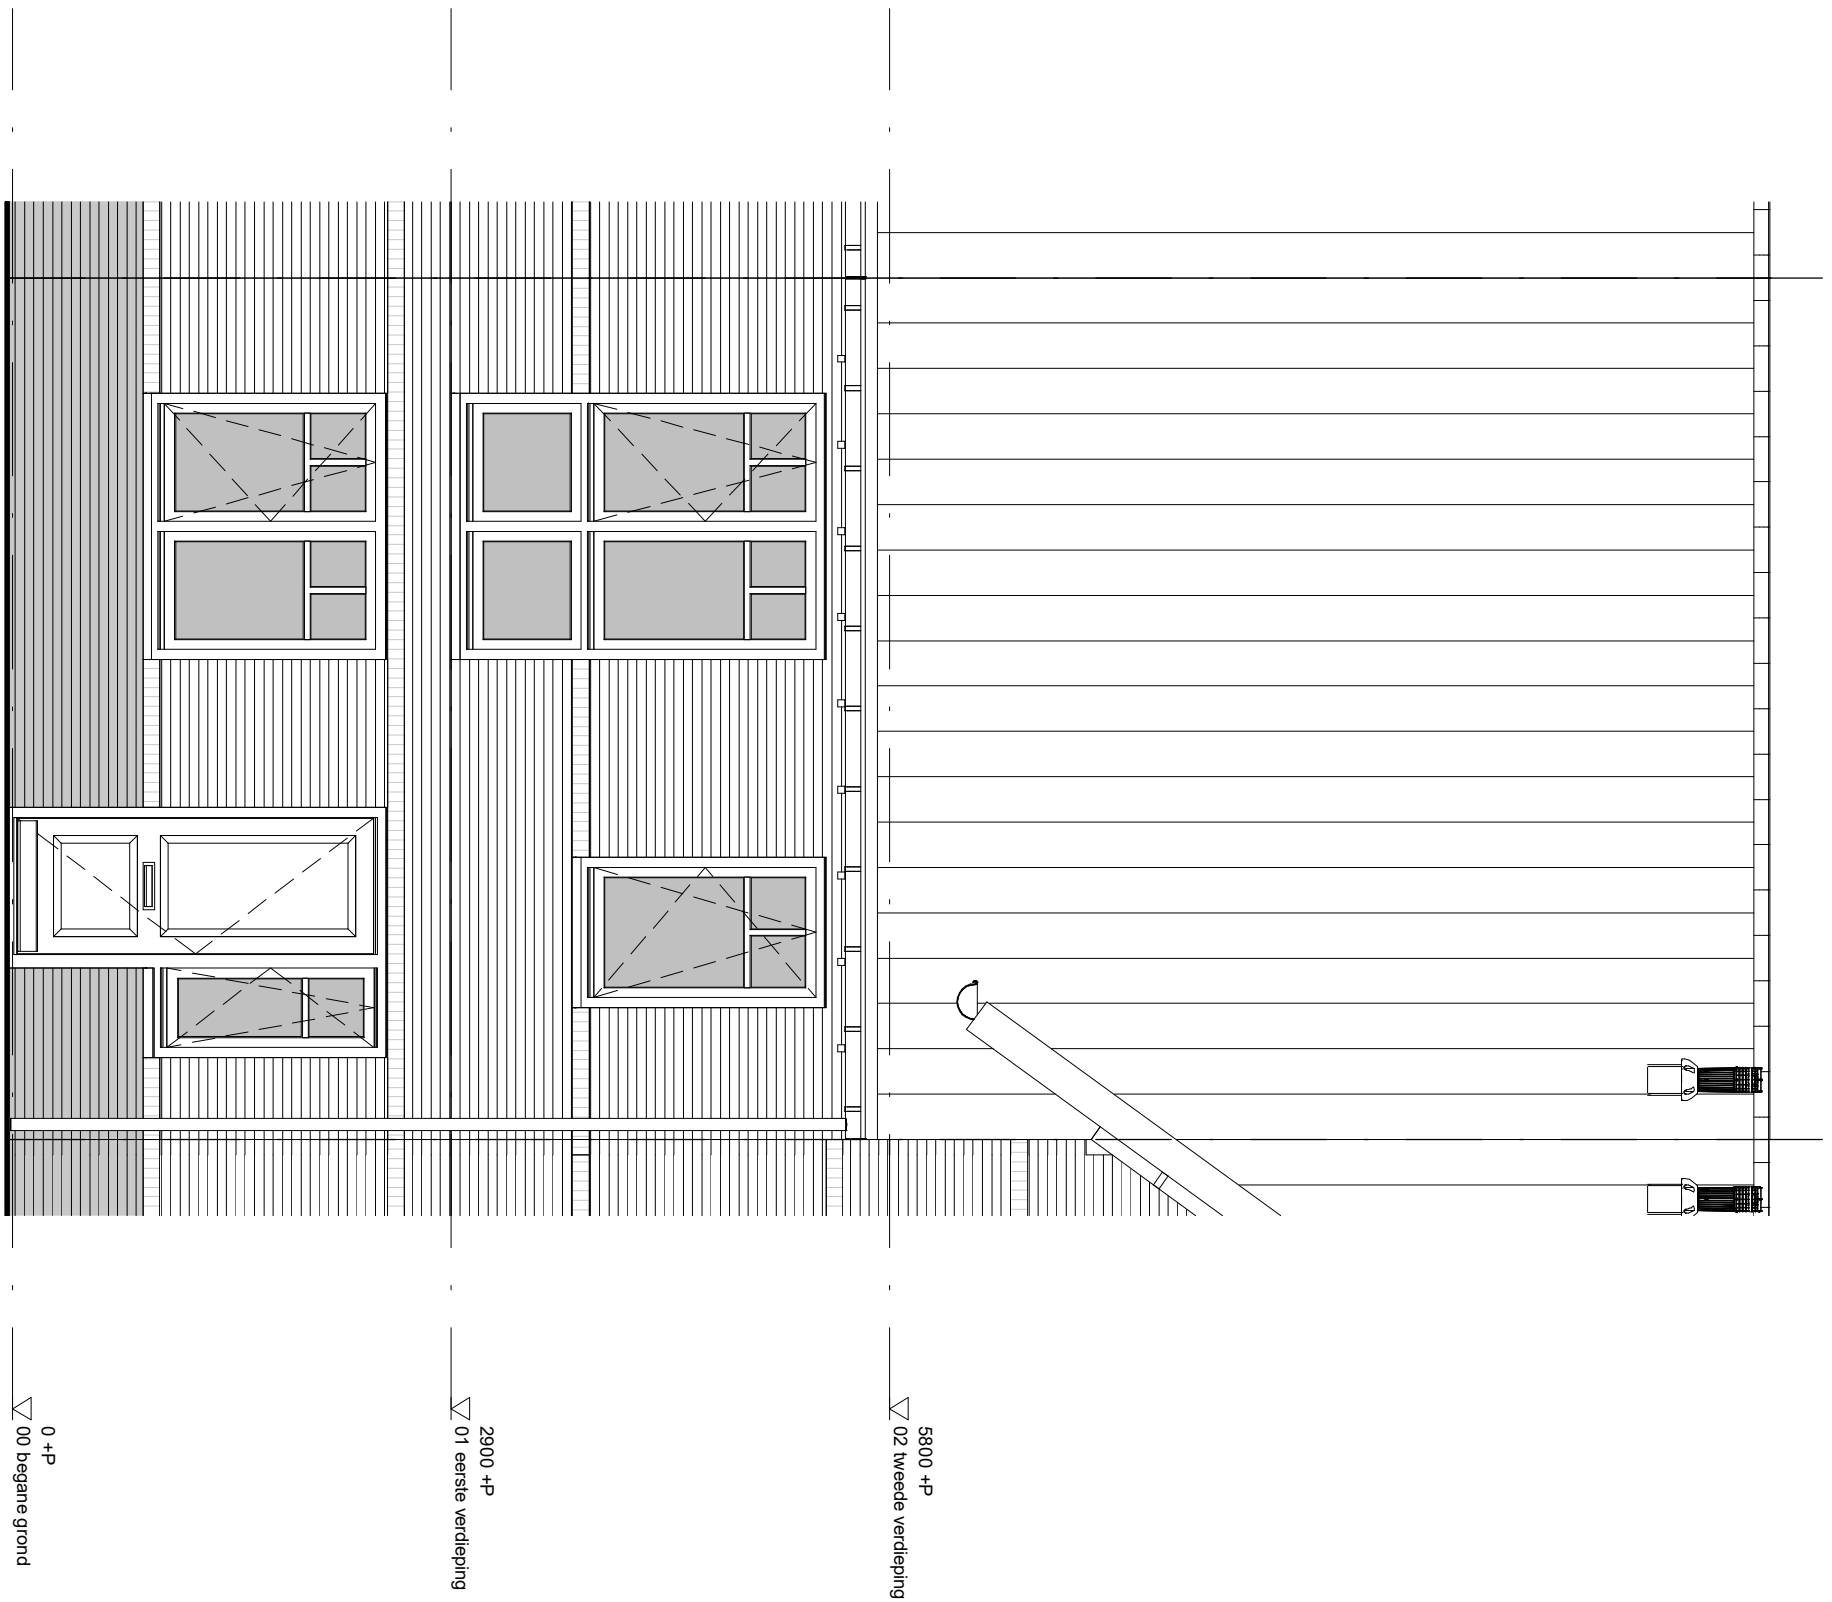 5800 +P
02 tweede verdieping
2900 +P
01 eerste verdieping
0 +P
00 begane grond